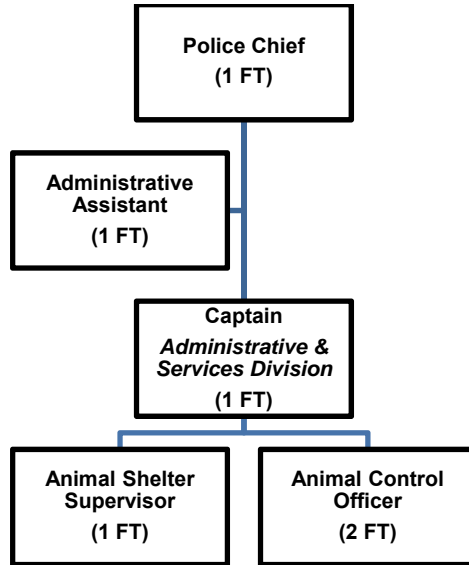 Police Chief
(1 FT)
Administrative
Assistant
(1 FT)
Captain
Administrative &
Services Division
(1 FT)
Animal Shelter
Supervisor
(1 FT)
Animal Control
Officer
(2 FT)